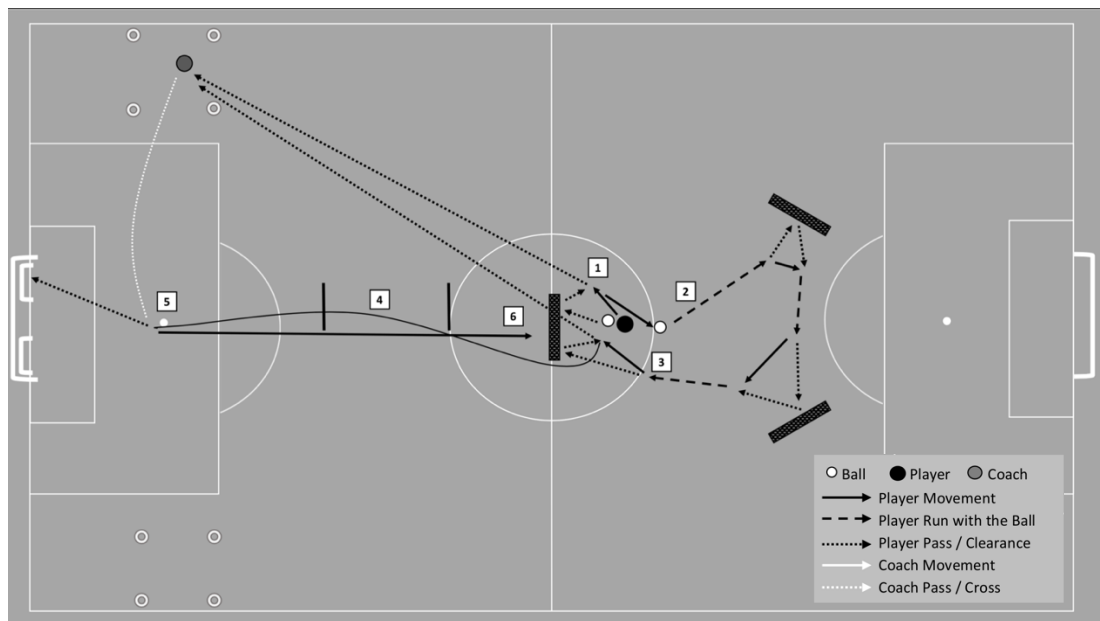 1
2
4
5
6
3
Ball Player Coach
Player Movement
Player Run with the Ball
Player Pass / Clearance
Coach Movement
Coach Pass / Cross